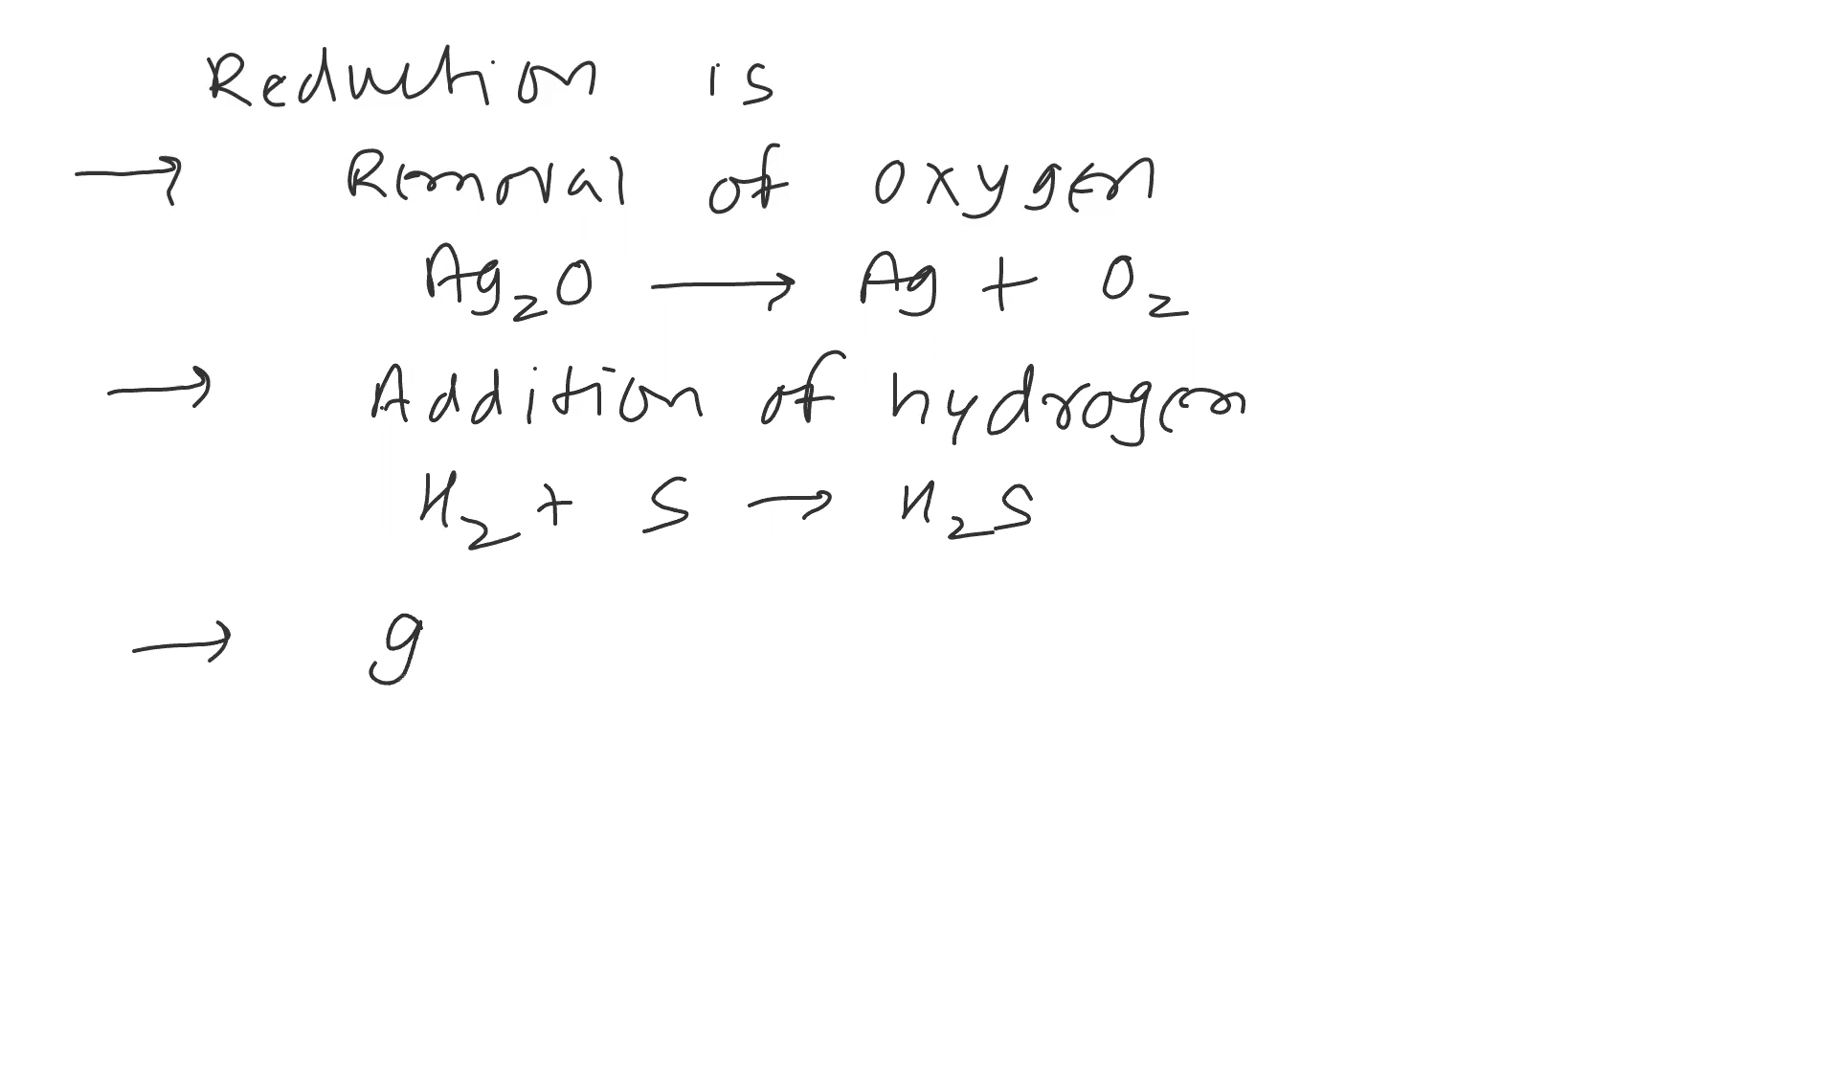 Reduction is
→ Removal of oxygen
Ag₂O → Ag + O₂
→ Addition of hydrogen
H₂ + S → H₂S
→ g